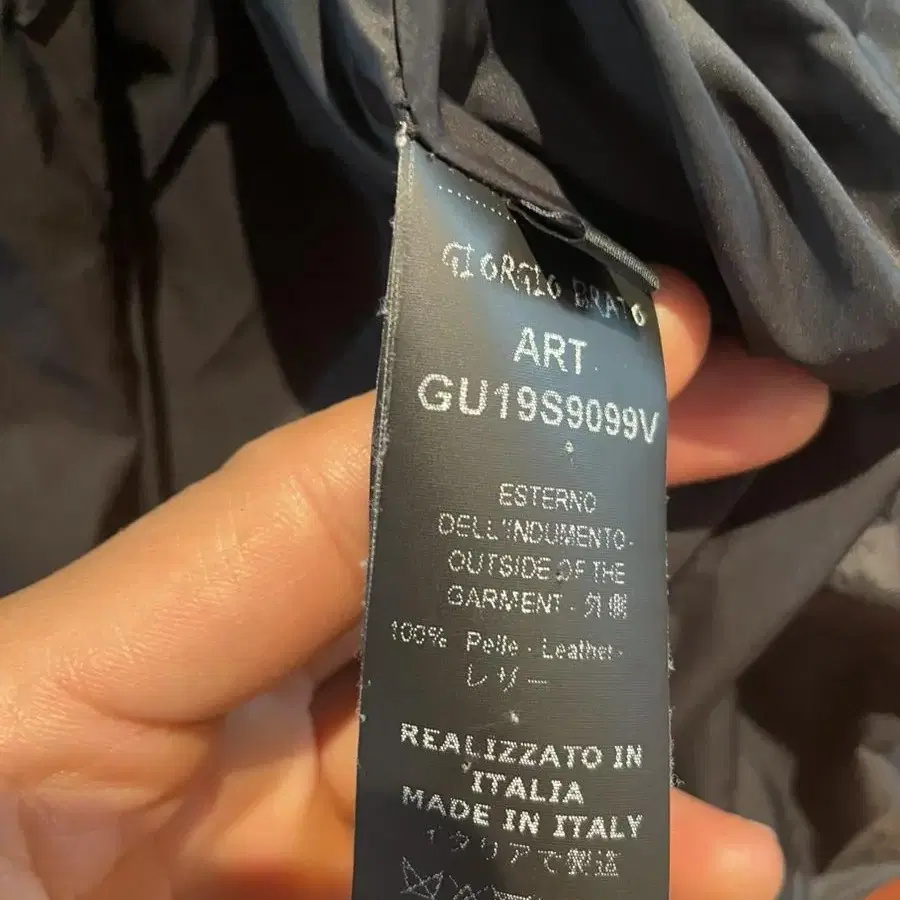 GIORGIO BRATO
ART.
GU19S9099V
ESTERNO
DELL'INDUMENTO-
OUTSIDE OF THE
GARMENT - 外側
100% Pelle - Leather -
レザー
REALIZZATO IN
ITALIA
MADE IN ITALY
イタリアで製造